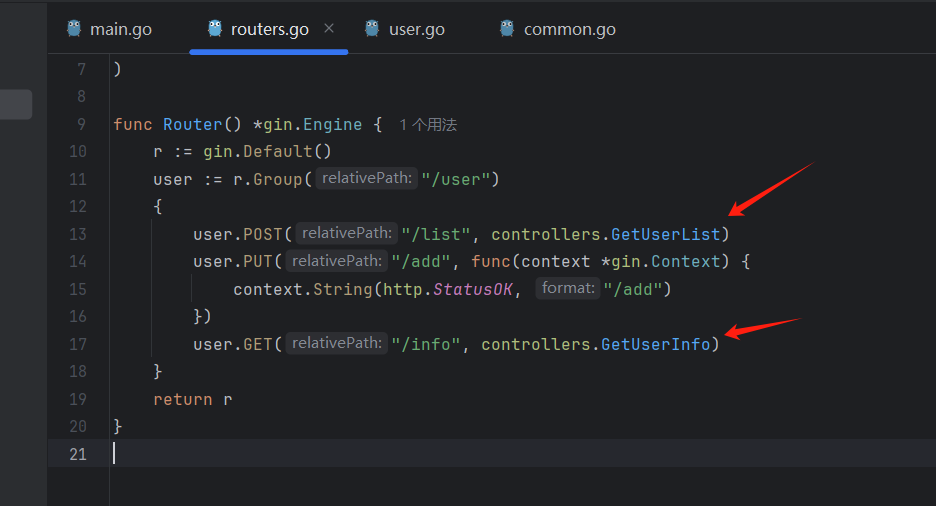 main.go routers.go × user.go common.go
7 )
8
9 func Router() *gin.Engine { 1 个用法
10 r := gin.Default()
11 user := r.Group( relativePath: "/user")
12 {
13 user.POST( relativePath: "/list", controllers.GetUserList)
14 user.PUT( relativePath: "/add", func(context *gin.Context) {
15 context.String(http.StatusOK, format: "/add")
16 })
17 user.GET( relativePath: "/info", controllers.GetUserInfo)
18 }
19 return r
20 }
21